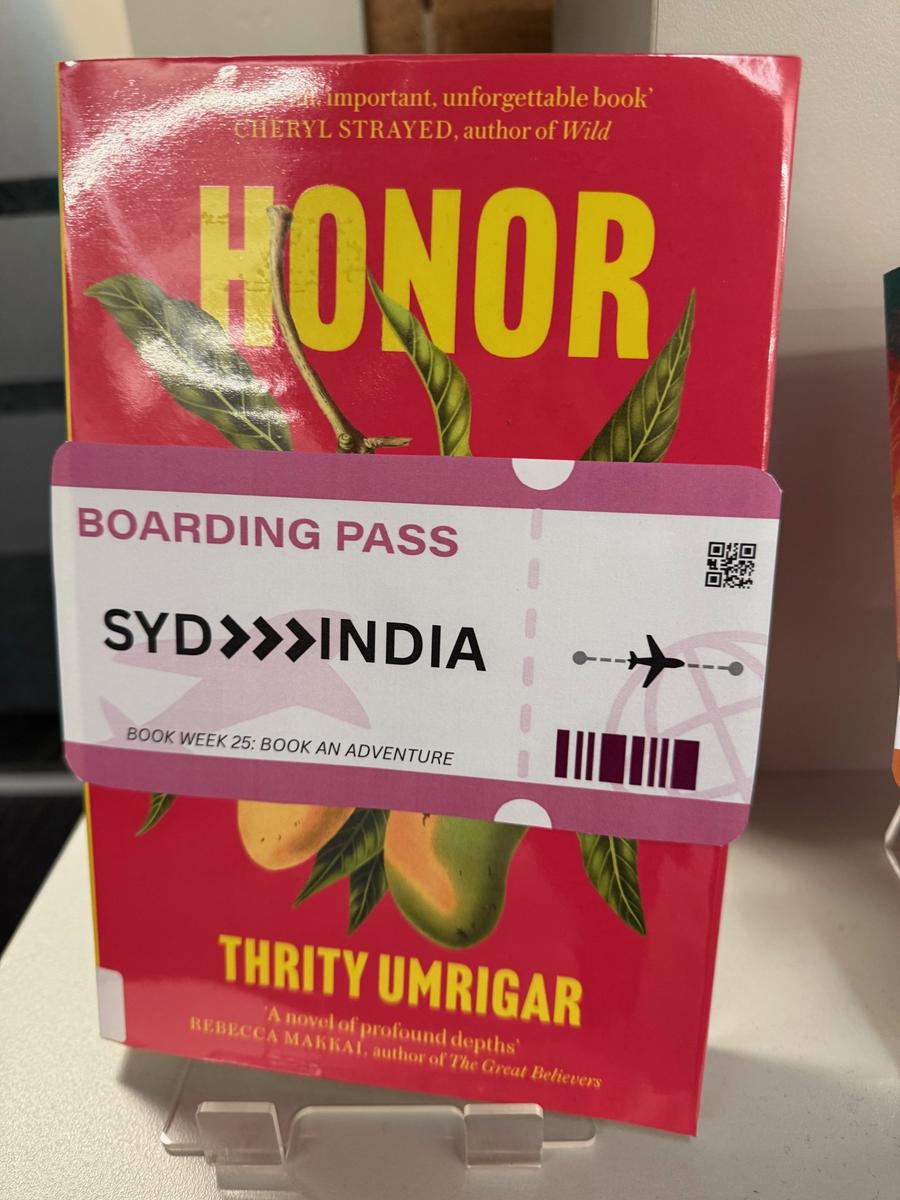 important, unforgettable book’
CHERYL STRAYED, author of Wild
HONOR
BOARDING PASS
SYD>>>INDIA
BOOK WEEK 25: BOOK AN ADVENTURE
THRITY UMRIGAR
‘A novel of profound depths’
REBECCA MAKKAI, author of The Great Believers